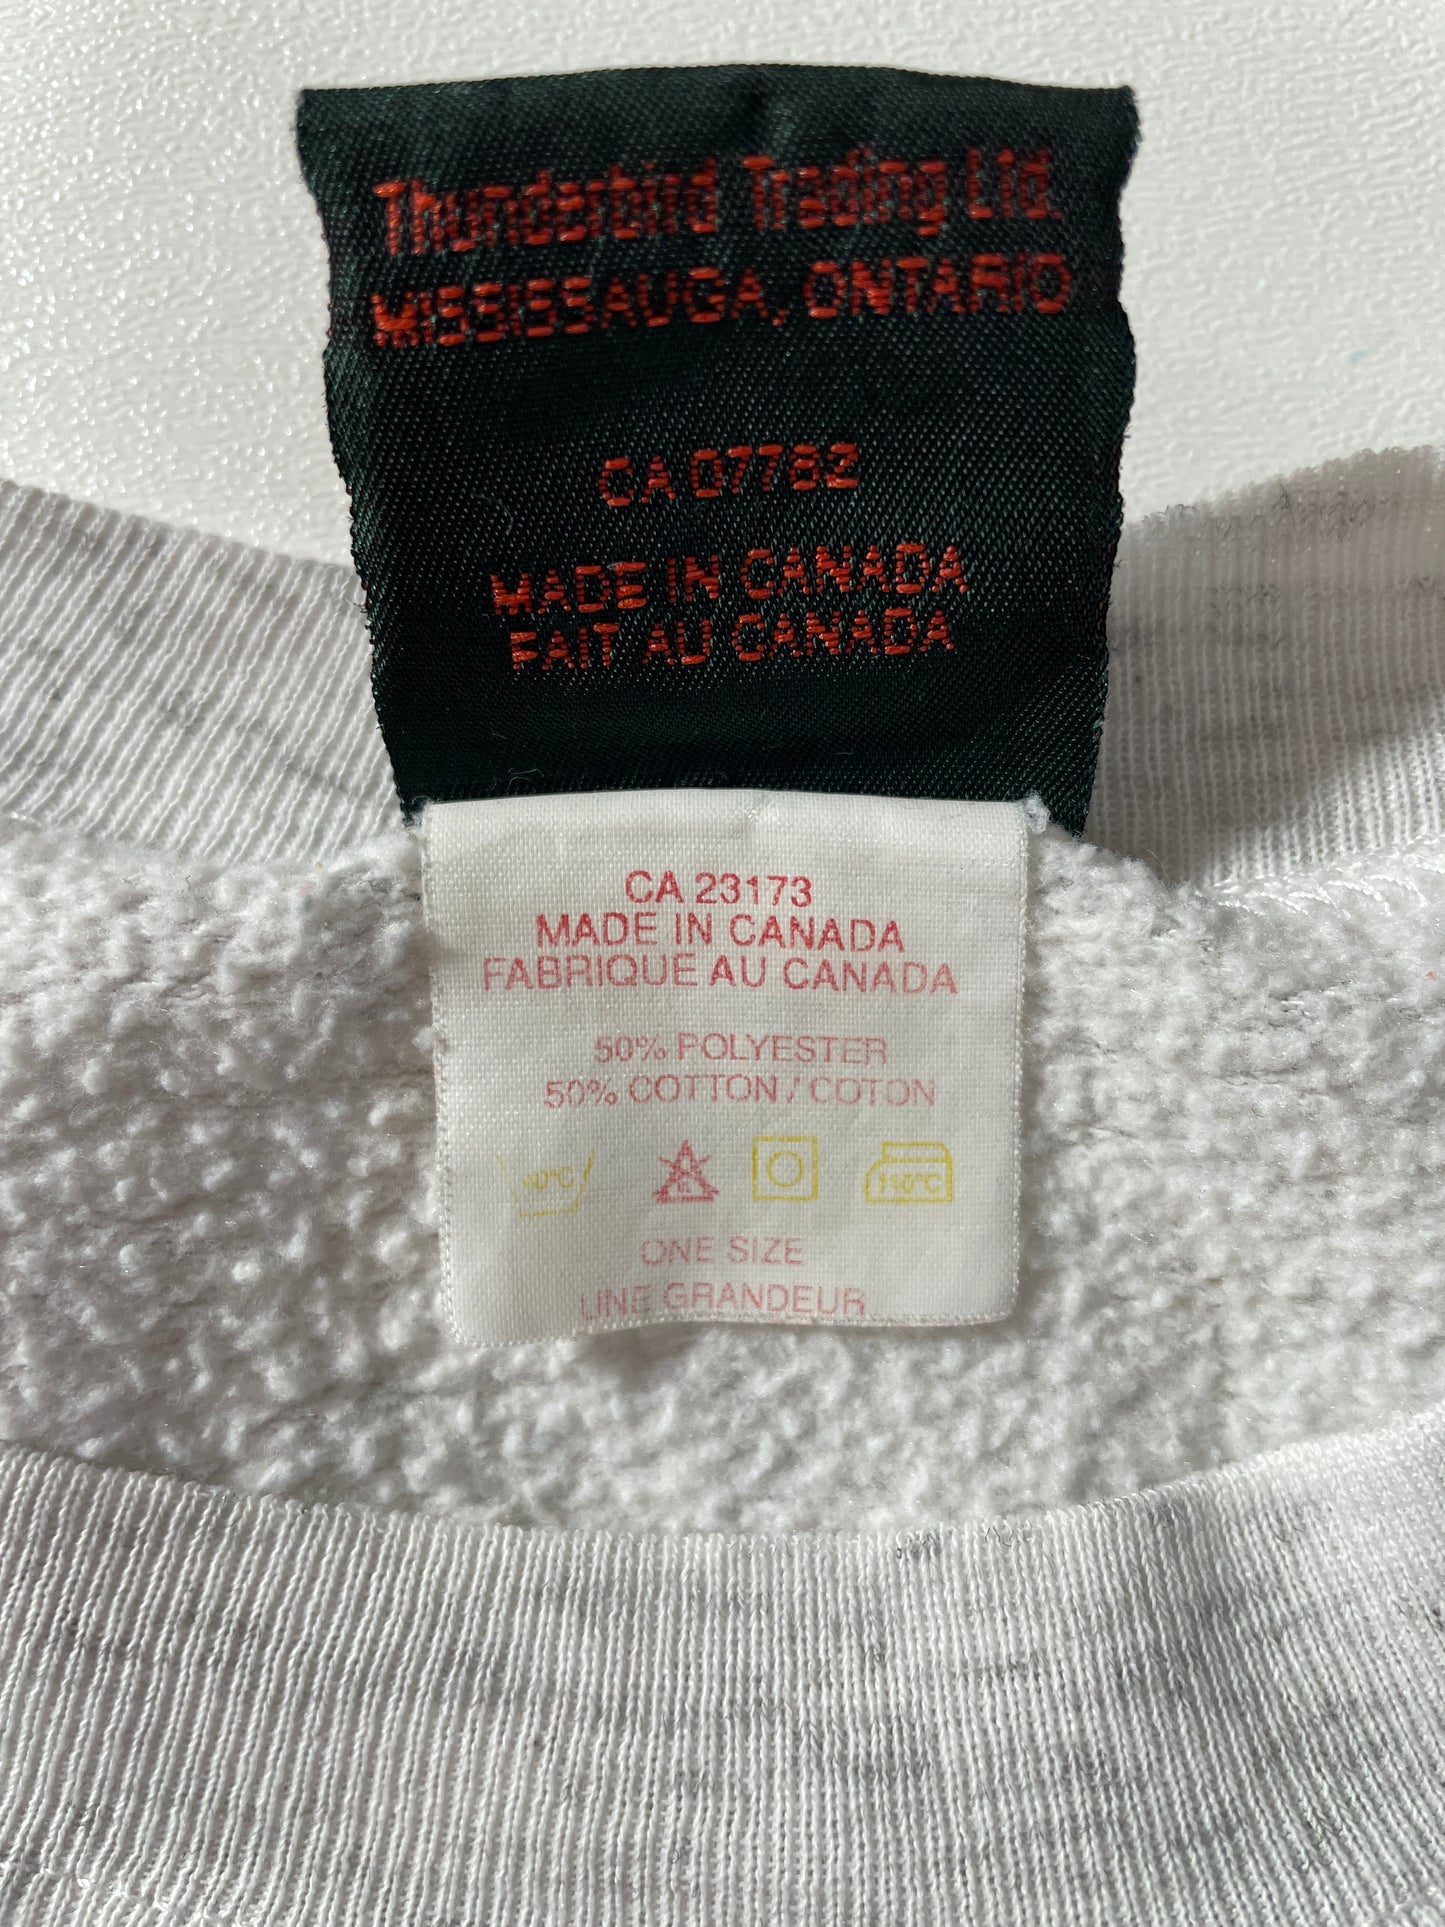 Thunderbird Trading Ltd.
MISSISSAUGA, ONTARIO
CA 07782
MADE IN CANADA
FAIT AU CANADA
CA 23173
MADE IN CANADA
FABRIQUE AU CANADA
50% POLYESTER
50% COTTON / COTON
110°C
ONE SIZE
UNE GRANDEUR